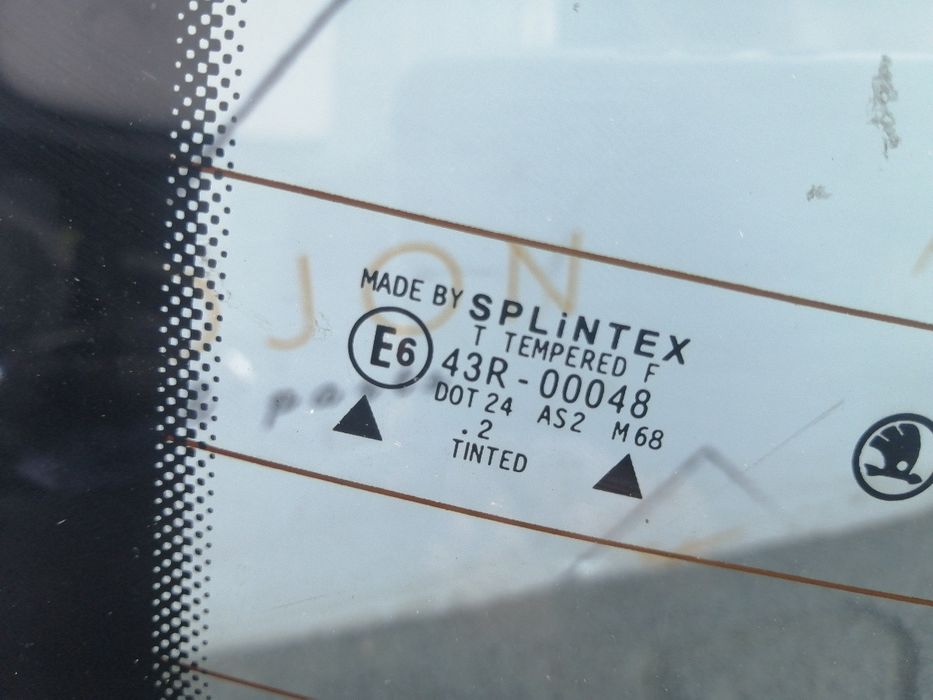 MADE BY SPLiNTEX
T TEMPERED F
E6 43R-00048
DOT 24 AS2 M68
.2
TINTED